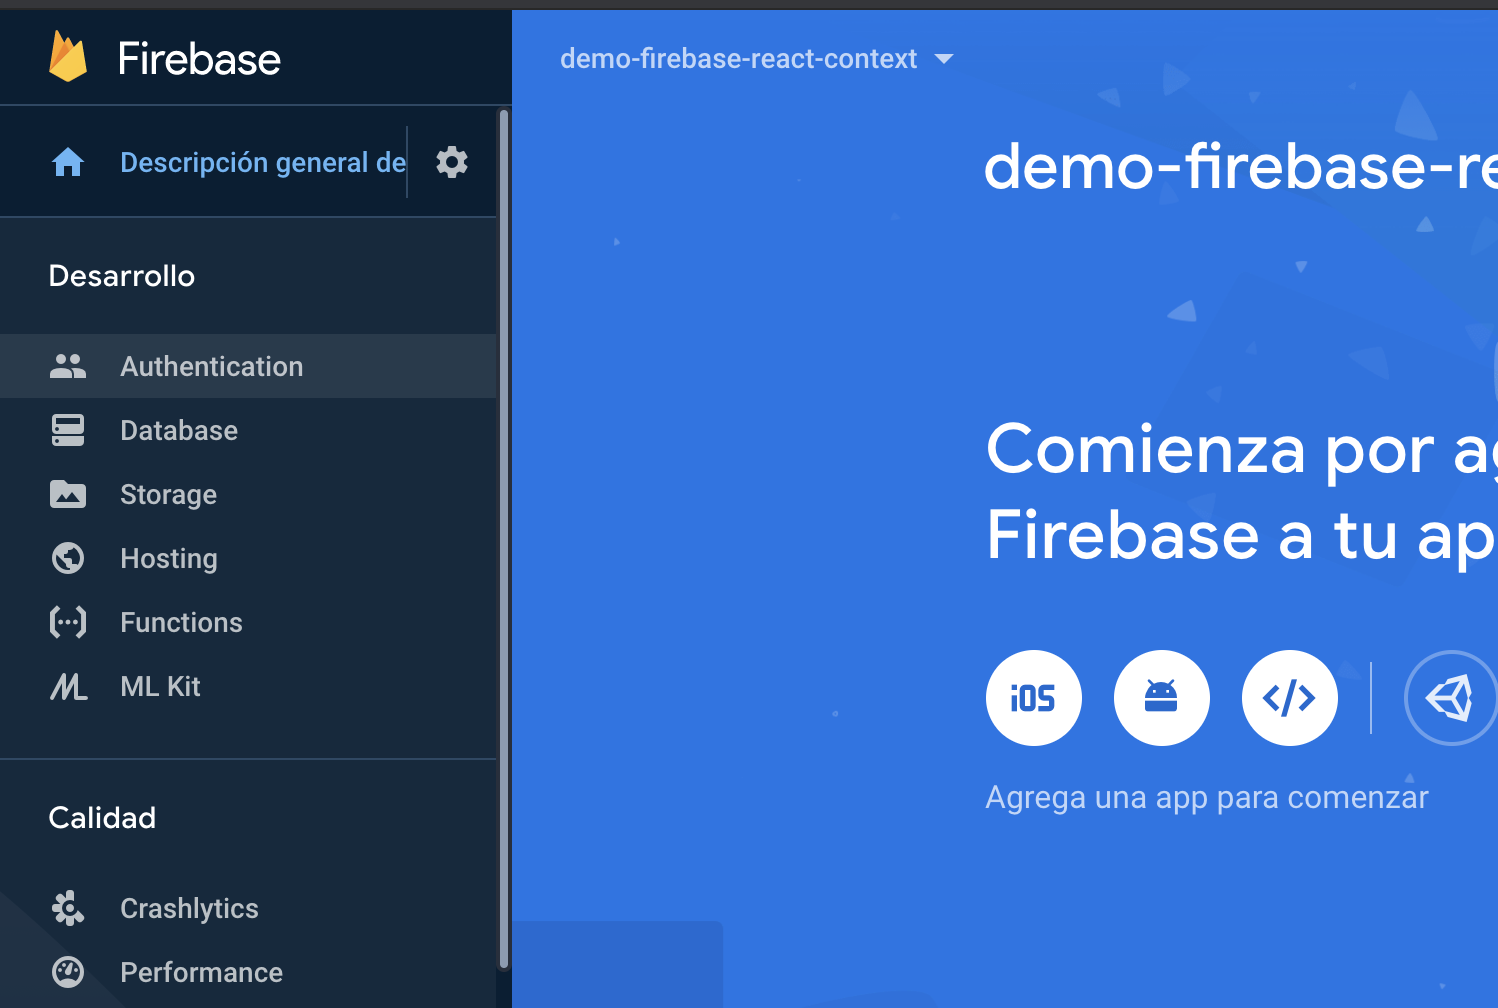 Firebase
demo-firebase-react-context
Descripción general de
demo-firebase-re
Desarrollo
Authentication
Database
Storage
Hosting
Functions
ML Kit
Comienza por ag
Firebase a tu ap
iOS
Agrega una app para comenzar
Calidad
Crashlytics
Performance